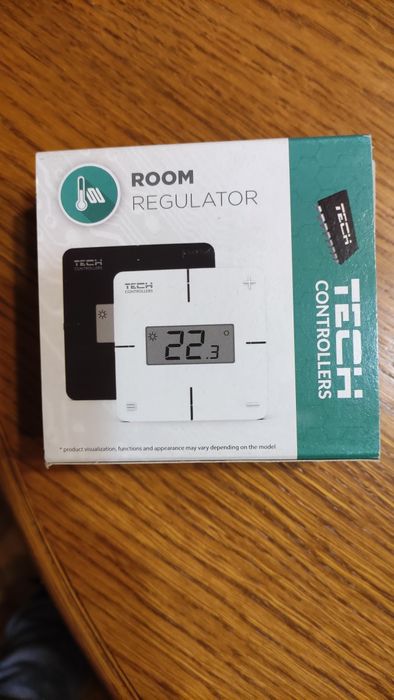 ROOM
REGULATOR
TECH
TECH
CONTROLLERS
TECH
CONTROLLERS
TECH
CONTROLLERS
+
22.3
* product visualization, functions and appearance may vary depending on the model